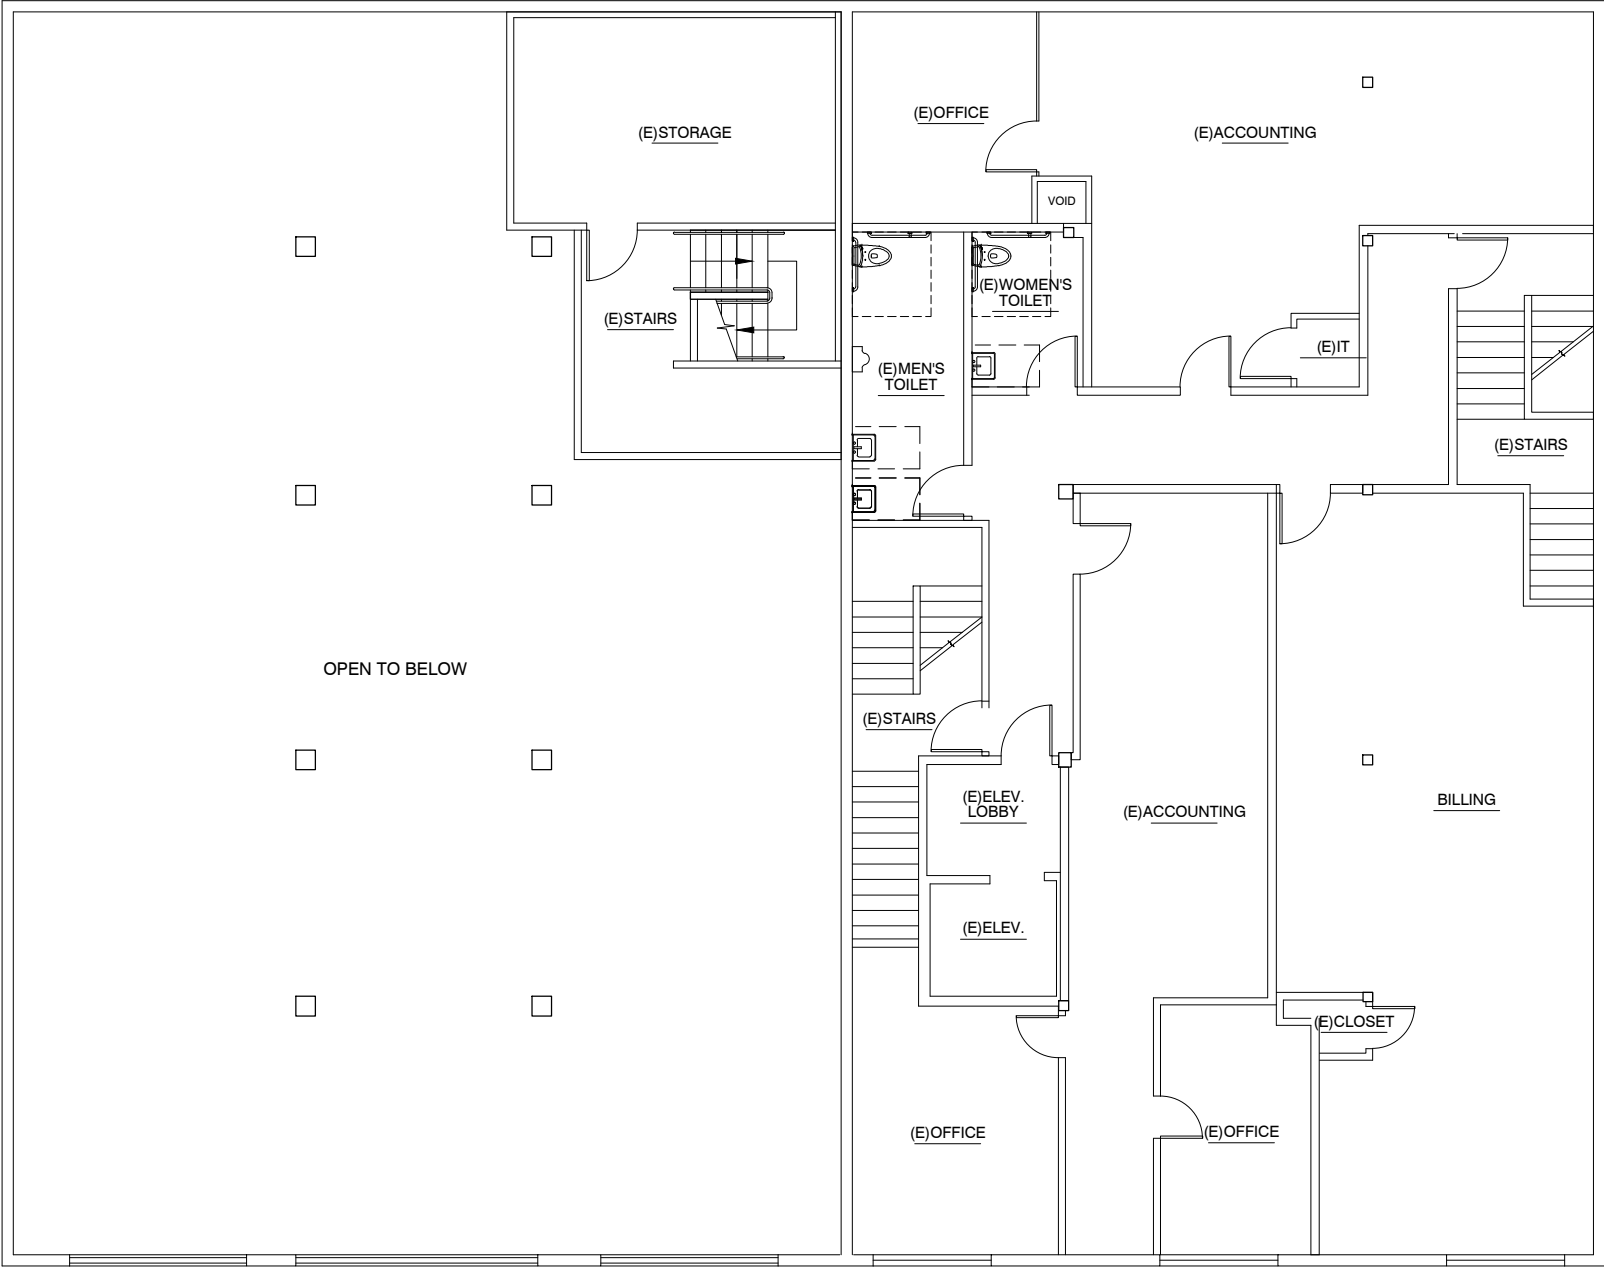 (E)OFFICE
(E)STORAGE
(E)ACCOUNTING
VOID
(E)WOMEN'S
TOILET
(E)STAIRS
(E)IT
(E)MEN'S
TOILET
(E)STAIRS
OPEN TO BELOW
(E)STAIRS
(E)ELEV.
LOBBY
(E)ACCOUNTING
BILLING
(E)ELEV.
(E)CLOSET
(E)OFFICE
(E)OFFICE